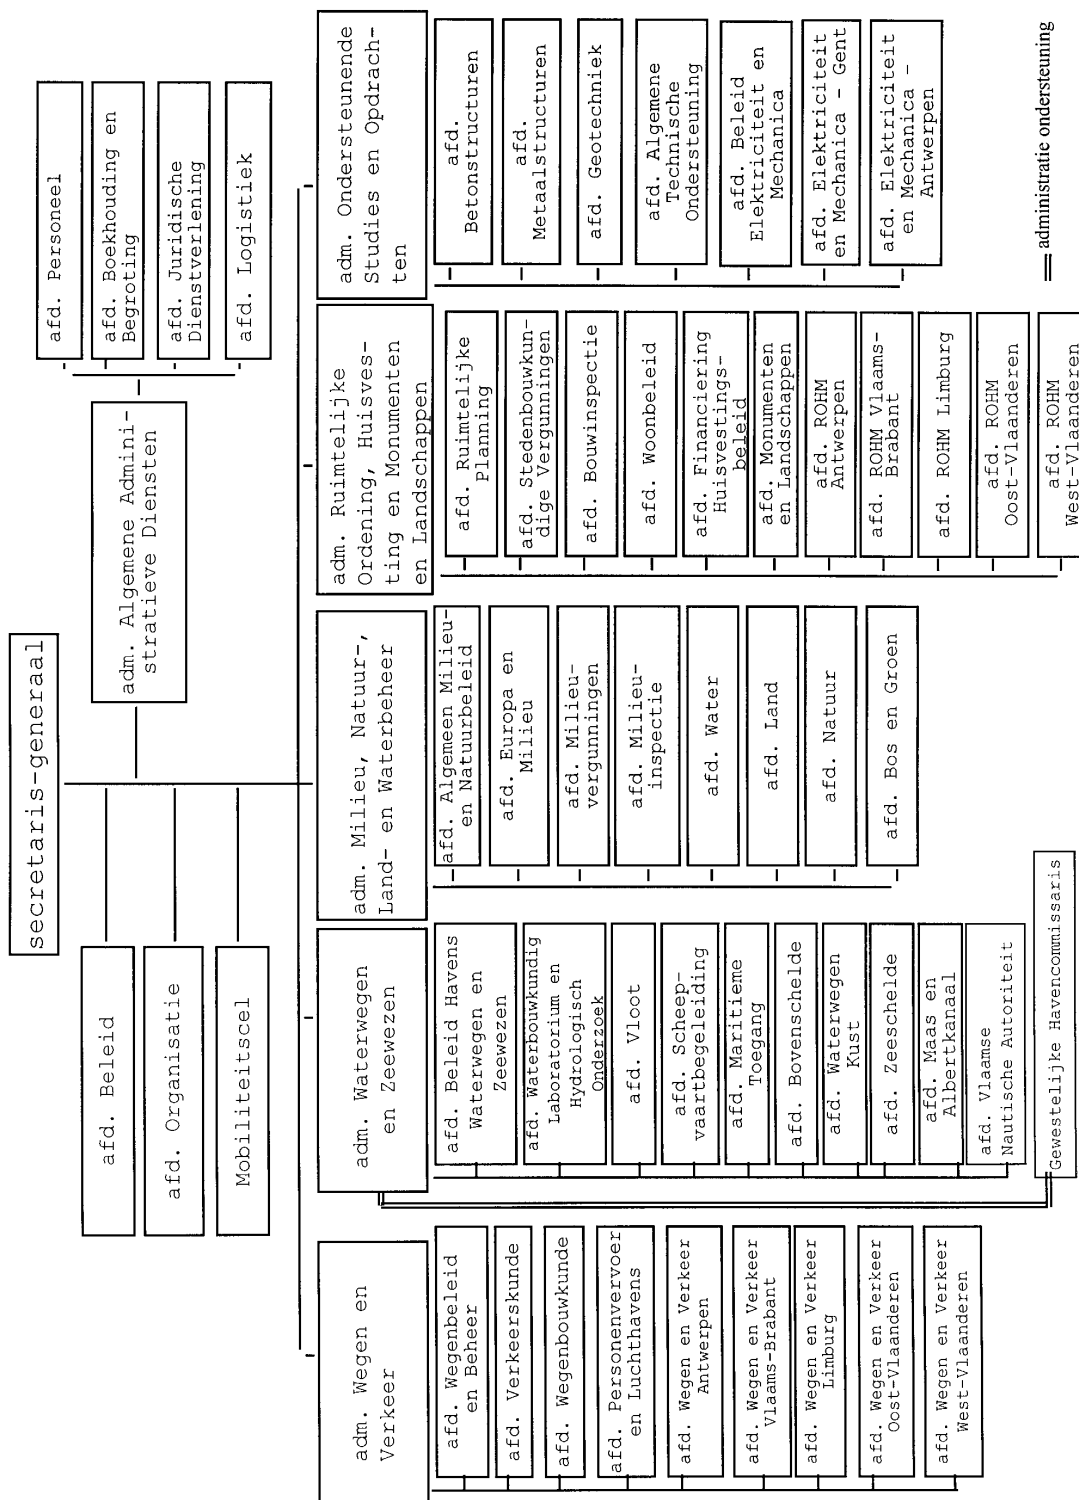 secretaris-generaal
afd. Beleid
afd. Organisatie
Mobiliteitscel
adm. Algemene Admini-
stratieve Diensten
afd. Personeel
afd. Boekhouding en
Begroting
afd. Juridische
Dienstverlening
afd. Logistiek
adm. Wegen en
Verkeer
afd. Wegenbeleid
en Beheer
afd. Verkeerskunde
afd. Wegenbouwkunde
afd. Personenvervoer
en Luchthavens
afd. Wegen en Verkeer
Antwerpen
afd. Wegen en Verkeer
Vlaams-Brabant
afd. Wegen en Verkeer
Limburg
afd. Wegen en Verkeer
Oost-Vlaanderen
afd. Wegen en Verkeer
West-Vlaanderen
adm. Waterwegen
en Zeewezen
afd. Beleid Havens
Waterwegen en
Zeewezen
afd. Waterbouwkundig
Laboratorium en
Hydrologisch
Onderzoek
afd. Vloot
afd. Scheep-
vaartbegeleiding
afd. Maritieme
Toegang
afd. Bovenschelde
afd. Waterwegen
Kust
afd. Zeeschelde
afd. Maas en
Albertkanaal
afd. Vlaamse
Nautische Autoriteit
Gewestelijke Havencommissaris
adm. Milieu, Natuur-,
Land- en Waterbeheer
afd. Algemeen Milieu-
en Natuurbeleid
afd. Europa en
Milieu
afd. Milieu-
vergunningen
afd. Milieu-
inspectie
afd. Water
afd. Land
afd. Natuur
afd. Bos en Groen
adm. Ruimtelijke
Ordening, Huisves-
ting en Monumenten
en Landschappen
afd. Ruimtelijke
Planning
afd. Stedenbouwkun-
dige Vergunningen
afd. Bouwinspectie
afd. Woonbeleid
afd. Financiering
Huisvestings-
beleid
afd. Monumenten
en Landschappen
afd. ROHM
Antwerpen
afd. ROHM Vlaams-
Brabant
afd. ROHM Limburg
afd. ROHM
Oost-Vlaanderen
afd. ROHM
West-Vlaanderen
adm. Ondersteunende
Studies en Opdrach-
ten
afd.
Betonstructuren
afd.
Metaalstructuren
afd. Geotechniek
afd. Algemene
Technische
Ondersteuning
afd. Beleid
Elektriciteit en
Mechanica
afd. Elektriciteit
en Mechanica - Gent
afd. Elektriciteit
en Mechanica -
Antwerpen
administratie ondersteuning